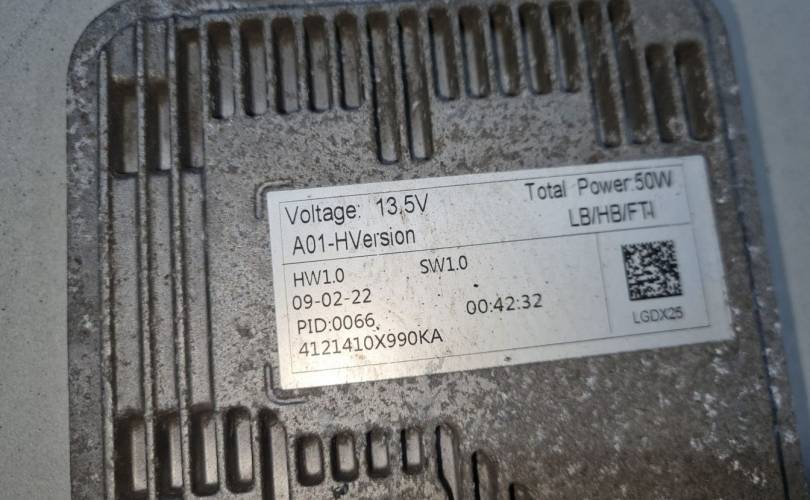 Voltage: 13.5V Total Power:50W
A01-HVersion LB/HB/FTI
HW1.0 SW1.0
09-02-22
PID:0066, 00:42:32
4121410X990KA
LGDX25